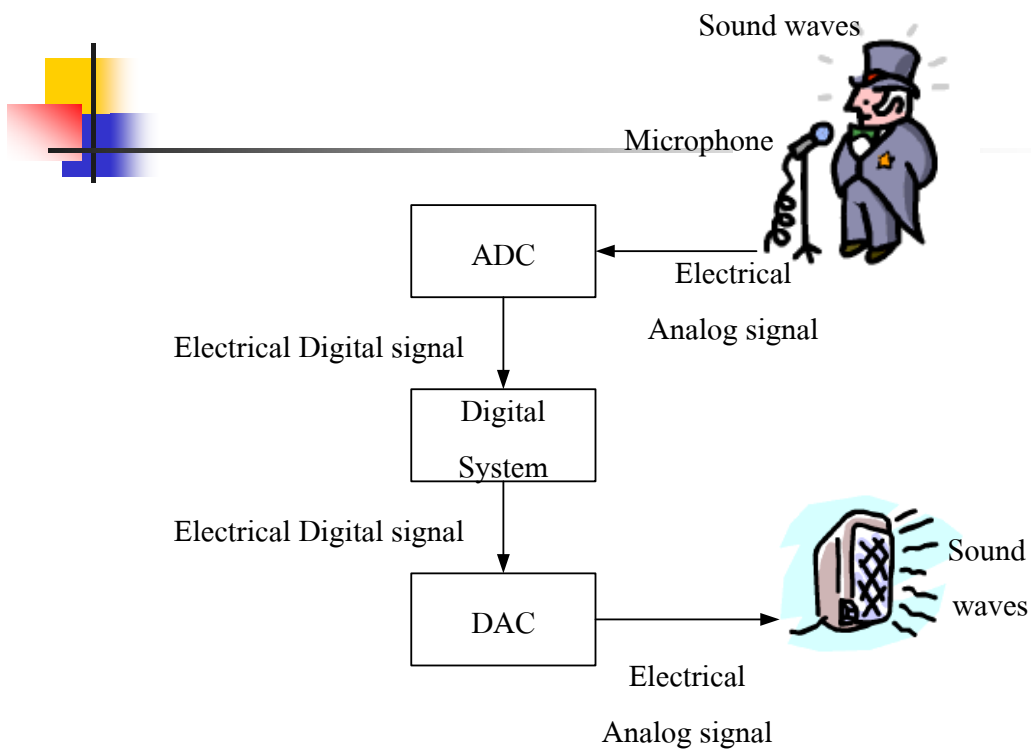 Sound waves
Microphone
ADC
Electrical
Analog signal
Electrical Digital signal
Digital
System
Electrical Digital signal
Sound
waves
DAC
Electrical
Analog signal